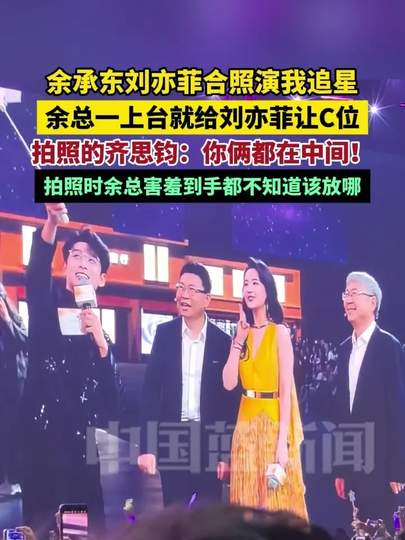 余承东刘亦菲合照演我追星
余总一上台就给刘亦菲让C位
拍照的齐思钧：你俩都在中间！
拍照时余总害羞到手都不知道该放哪
中国蓝新闻